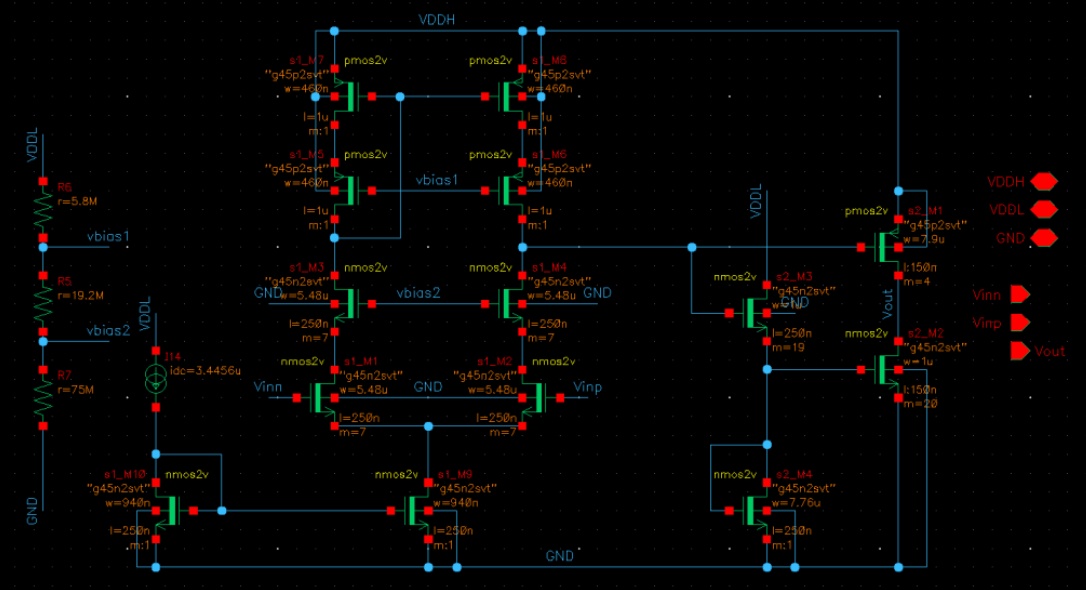 VDDH
s1_M7
pmos2v
"g45p2svt"
w=460n
l=1u
m:1
pmos2v
s1_M8
"g45p2svt"
w=460n
l=1u
m:1
s1_M5
pmos2v
"g45p2svt"
w=460n
l=1u
m:1
vbias1
pmos2v
s1_M6
"g45p2svt"
w=460n
l=1u
m:1
VDDL
R6
r=5.8M
vbias1
R5
r=19.2M
vbias2
R7
r=75M
GND
VDDL
I14
idc=3.4456u
s1_M3
nmos2v
"g45n2svt"
GND
w=5.48u
l=250n
m=7
vbias2
nmos2v
s1_M4
"g45n2svt"
w=5.48u
GND
l=250n
m=7
nmos2v
s1_M1
"g45n2svt"
w=5.48u
Vinn
l=250n
m=7
GND
s1_M2
nmos2v
"g45n2svt"
w=5.48u
Vinp
l=250n
m=7
s1_M10
nmos2v
"g45n2svt"
w=940n
l=250n
m:1
nmos2v
s1_M9
"g45n2svt"
w=940n
l=250n
m:1
VDDL
nmos2v
s2_M3
"g45n2svt"
GND
l=250n
m=19
nmos2v
s2_M4
"g45n2svt"
w=7.76u
l=250n
m:1
pmos2v
s2_M1
"g45p2svt"
w=7.9u
l:150n
m=4
Vout
nmos2v
s2_M2
"g45n2svt"
w=1u
l:150n
m=20
GND
VDDH
VDDL
GND
Vinn
Vinp
Vout